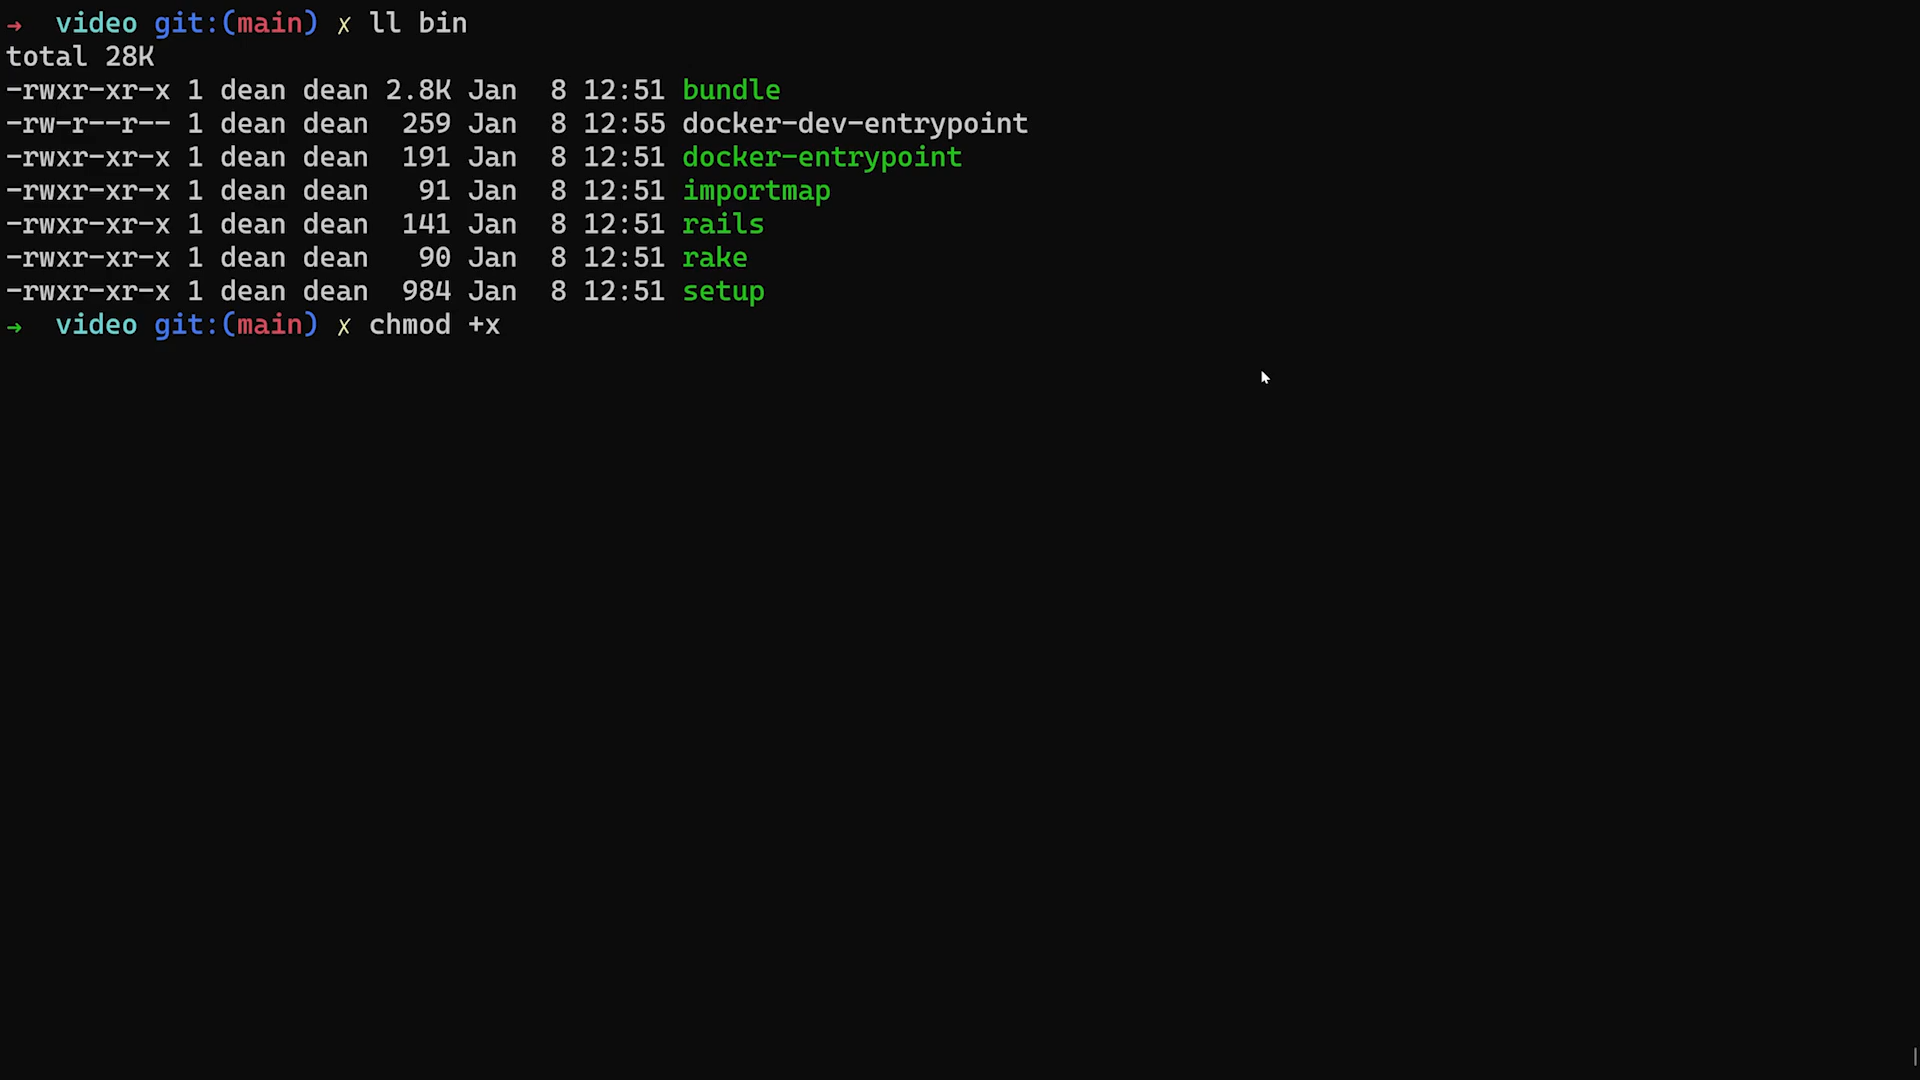 →  video git:(main) ✗ ll bin
total 28K
-rwxr-xr-x 1 dean dean 2.8K Jan  8 12:51 bundle
-rw-r--r-- 1 dean dean  259 Jan  8 12:55 docker-dev-entrypoint
-rwxr-xr-x 1 dean dean  191 Jan  8 12:51 docker-entrypoint
-rwxr-xr-x 1 dean dean   91 Jan  8 12:51 importmap
-rwxr-xr-x 1 dean dean  141 Jan  8 12:51 rails
-rwxr-xr-x 1 dean dean   90 Jan  8 12:51 rake
-rwxr-xr-x 1 dean dean  984 Jan  8 12:51 setup
→  video git:(main) ✗ chmod +x